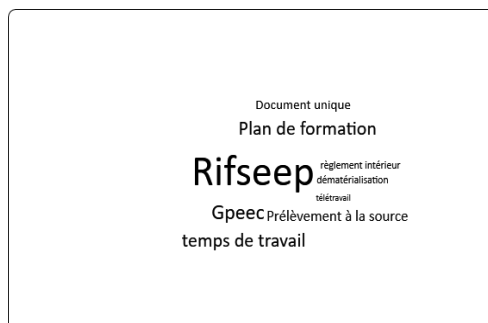 Document unique
Plan de formation
Rifseep
règlement intérieur
dématérialisation
télétravail
Gpeec
Prélèvement à la source
temps de travail